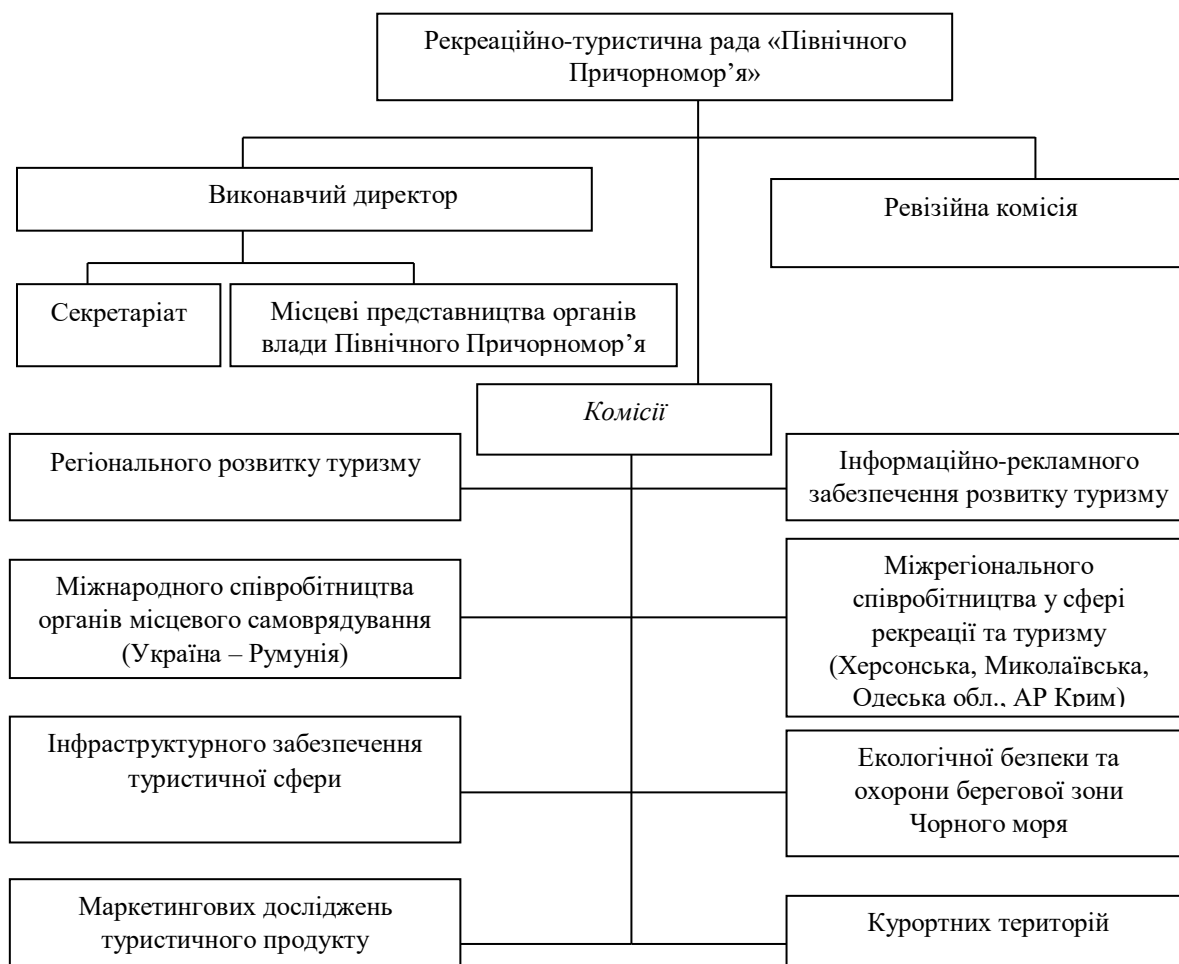 Рекреаційно-туристична рада «Північного
Причорномор’я»
Виконавчий директор
Ревізійна комісія
Секретаріат
Місцеві представництва органів
влади Північного Причорномор’я
Комісії
Регіонального розвитку туризму
Інформаційно-рекламного
забезпечення розвитку туризму
Міжнародного співробітництва
органів місцевого самоврядування
(Україна – Румунія)
Міжрегіонального
співробітництва у сфері
рекреації та туризму
(Херсонська, Миколаївська,
Одеська обл., АР Крим)
Інфраструктурного забезпечення
туристичної сфери
Екологічної безпеки та
охорони берегової зони
Чорного моря
Маркетингових досліджень
туристичного продукту
Курортних територій